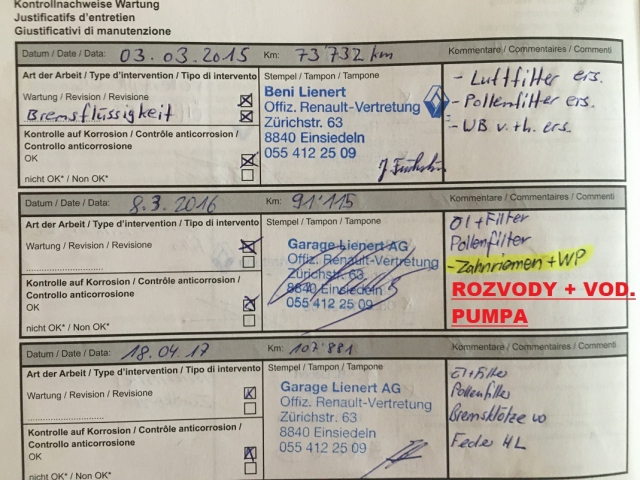 Kontrollnachweise Wartung
Justificatifs d'entretien
Giustificativi di manutenzione
Datum / Date / Data: 03.03.2015 Km: 73'732 km
Kommentare / Commentaires / Commenti
Art der Arbeit / Type d'intervention / Tipo di intervento
Stempel / Tampon / Tampone
Wartung / Revision / Revisione
Bremsflüssigkeit
Kontrolle auf Korrosion / Contrôle anticorrosion /
Controllo anticorrosione
OK
nicht OK* / Non OK*
Beni Lienert
Offiz. Renault-Vertretung
Zürichstr. 63
8840 Einsiedeln
055 412 25 09
- Luftfilter ers.
- Pollenfilter ers.
- WB v.+h. ers.
Datum / Date / Data: 8.3.2016 Km: 91'115
Kommentare / Commentaires / Commenti
Art der Arbeit / Type d'intervention / Tipo di intervento
Stempel / Tampon / Tampone
Wartung / Revision / Revisione
Kontrolle auf Korrosion / Contrôle anticorrosion /
Controllo anticorrosione
OK
nicht OK* / Non OK*
Garage Lienert AG
Offiz. Renault-Vertretung
Zürichstr. 63
8840 Einsiedeln
055 412 25 09
Öl + Filter
Pollenfilter
- Zahnriemen + WP
ROZVODY + VOD.
PUMPA
Datum / Date / Data: 18.04.17 Km: 107'881
Kommentare / Commentaires / Commenti
Art der Arbeit / Type d'intervention / Tipo di intervento
Stempel / Tampon / Tampone
Wartung / Revision / Revisione
Kontrolle auf Korrosion / Contrôle anticorrosion /
Controllo anticorrosione
OK
nicht OK* / Non OK*
Garage Lienert AG
Offiz. Renault-Vertretung
Zürichstr. 63
8840 Einsiedeln
055 412 25 09
Öl + Filter
Pollenfilter
Bremsklötze vo
Feder HL